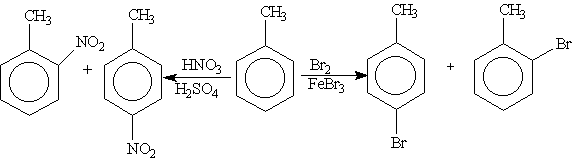 CH3 CH3 CH3 CH3 CH3
NO2 Br
+ HNO3 Br2 +
H2SO4 FeBr3
NO2 Br